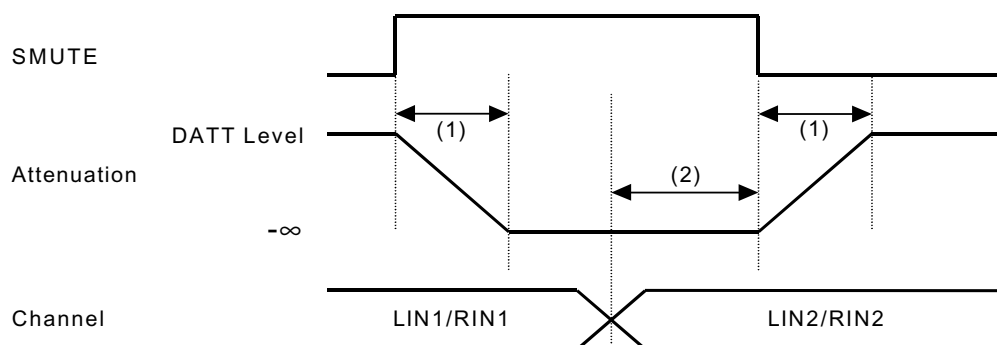 SMUTE
(1)
(1)
DATT Level
Attenuation
(2)
-∞
Channel
LIN1/RIN1
LIN2/RIN2